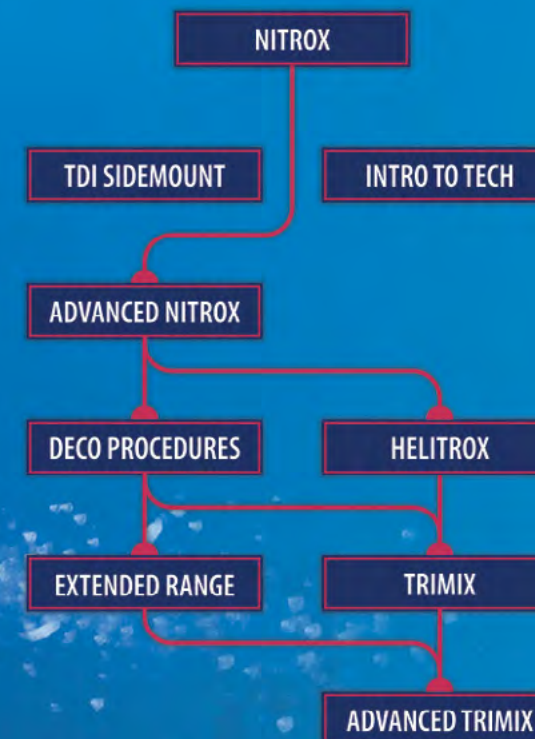 NITROX
TDI SIDEMOUNT
INTRO TO TECH
ADVANCED NITROX
DECO PROCEDURES
HELITROX
EXTENDED RANGE
TRIMIX
ADVANCED TRIMIX